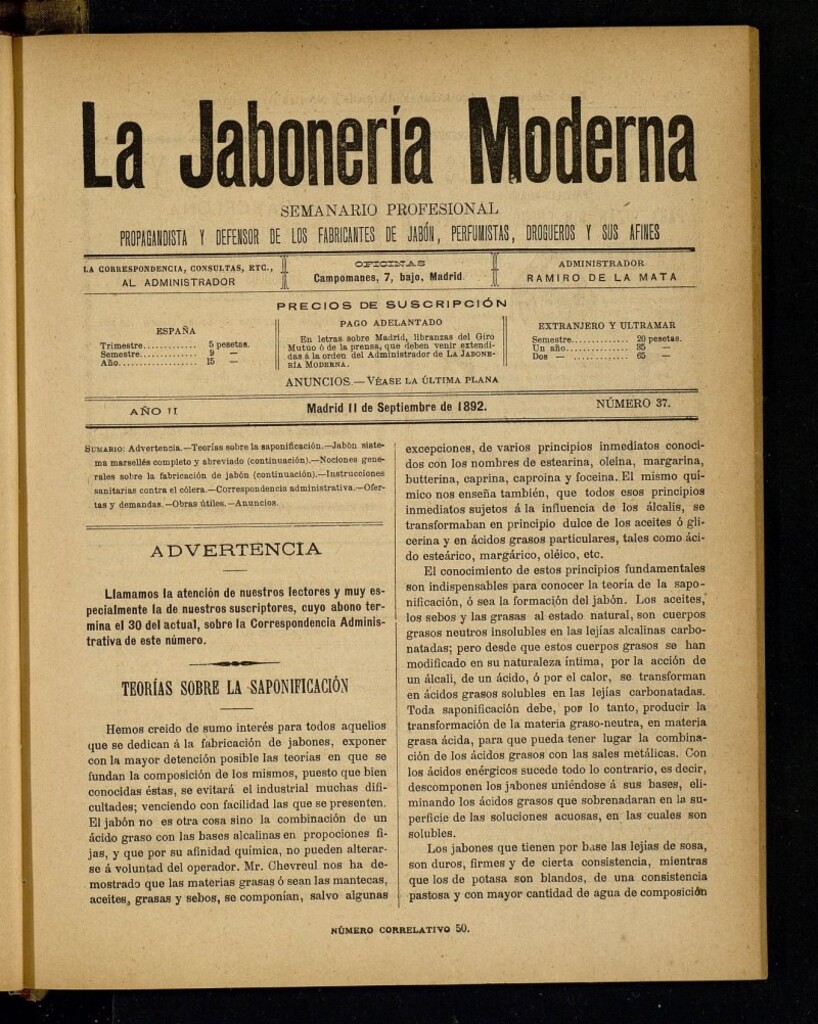 La Jabonería Moderna
SEMANARIO PROFESIONAL
PROPAGANDISTA Y DEFENSOR DE LOS FABRICANTES DE JABÓN, PERFUMISTAS, DROGUEROS Y SUS AFINES
LA CORRESPONDENCIA, CONSULTAS, ETC.,
AL ADMINISTRADOR
OFICINAS
Campomanes, 7, bajo, Madrid
ADMINISTRADOR
RAMIRO DE LA MATA
PRECIOS DE SUSCRIPCIÓN
ESPAÑA
Trimestre............ 5 pesetas.
Semestre............ 9 —
Año................... 15 —
PAGO ADELANTADO
En letras sobre Madrid, libranzas del Giro
Mutuo ó de la prensa, que deben venir extendi-
das á la orden del Administrador de LA JABONE-
RÍA MODERNA.
EXTRANJERO Y ULTRAMAR
Semestre............. 20 pesetas.
Un año............... 35 —
Dos — ............ 65 —
ANUNCIOS.—VÉASE LA ÚLTIMA PLANA
AÑO II
Madrid 11 de Septiembre de 1892.
NÚMERO 37.
SUMARIO: Advertencia.—Teorías sobre la saponificación.—Jabón siste-
ma marsellés completo y abreviado (continuación).—Nociones gene-
rales sobre la fabricación de jabón (continuación).—Instrucciones
sanitarias contra el cólera.—Correspondencia administrativa.—Ofer-
tas y demandas.—Obras útiles.—Anuncios.
ADVERTENCIA
Llamamos la atención de nuestros lectores y muy es-
pecialmente la de nuestros suscriptores, cuyo abono ter-
mina el 30 del actual, sobre la Correspondencia Adminis-
trativa de este número.
TEORÍAS SOBRE LA SAPONIFICACIÓN
Hemos creido de sumo interés para todos aquellos
que se dedican á la fabricación de jabones, exponer
con la mayor detención posible las teorías en que se
fundan la composición de los mismos, puesto que bien
conocidas éstas, se evitará el industrial muchas difi-
cultades; venciendo con facilidad las que se presenten.
El jabón no es otra cosa sino la combinación de un
ácido graso con las bases alcalinas en propociones fi-
jas, y que por su afinidad química, no pueden alterar-
se á voluntad del operador. Mr. Chevreul nos ha de-
mostrado que las materias grasas ó sean las mantecas,
aceites, grasas y sebos, se componían, salvo algunas
excepciones, de varios principios inmediatos conoci-
dos con los nombres de estearina, oleína, margarina,
butterina, caprina, caproina y foceina. El mismo quí-
mico nos enseña también, que todos esos principios
inmediatos sujetos á la influencia de los álcalis, se
transformaban en principio dulce de los aceites ó gli-
cerina y en ácidos grasos particulares, tales como áci-
do esteárico, margárico, oléico, etc.
El conocimiento de estos principios fundamentales
son indispensables para conocer la teoría de la sapo-
nificación, ó sea la formación del jabón. Los aceites,
los sebos y las grasas al estado natural, son cuerpos
grasos neutros insolubles en las lejías alcalinas carbo-
natadas; pero desde que estos cuerpos grasos se han
modificado en su naturaleza íntima, por la acción de
un álcali, de un ácido, ó por el calor, se transforman
en ácidos grasos solubles en las lejías carbonatadas.
Toda saponificación debe, por lo tanto, producir la
transformación de la materia graso-neutra, en materia
grasa ácida, para que pueda tener lugar la combina-
ción de los ácidos grasos con las sales metálicas. Con
los ácidos enérgicos sucede todo lo contrario, es decir,
descomponen los jabones uniéndose á sus bases, eli-
minando los ácidos grasos que sobrenadaran en la su-
perficie de las soluciones acuosas, en las cuales son
solubles.
Los jabones que tienen por base las lejías de sosa,
son duros, firmes y de cierta consistencia, mientras
que los de potasa son blandos, de una consistencia
pastosa y con mayor cantidad de agua de composición
NÚMERO CORRELATIVO 50.